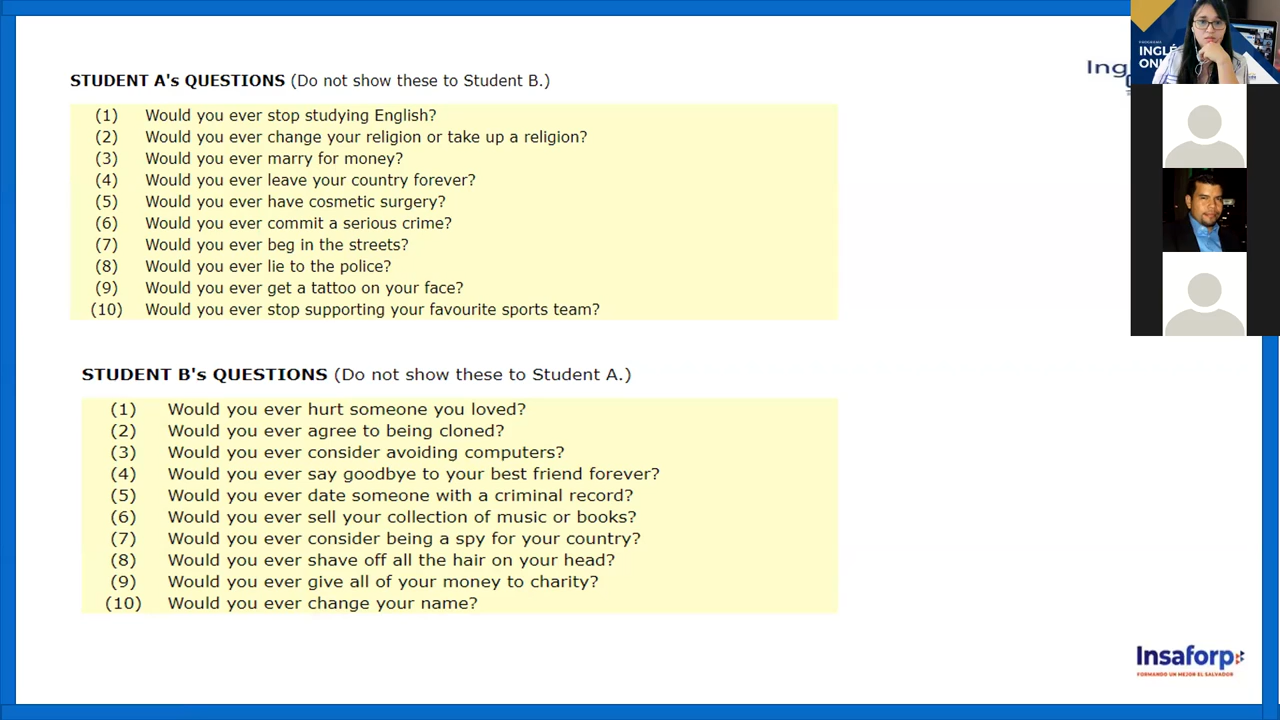 STUDENT A's QUESTIONS (Do not show these to Student B.)
(1) Would you ever stop studying English?
(2) Would you ever change your religion or take up a religion?
(3) Would you ever marry for money?
(4) Would you ever leave your country forever?
(5) Would you ever have cosmetic surgery?
(6) Would you ever commit a serious crime?
(7) Would you ever beg in the streets?
(8) Would you ever lie to the police?
(9) Would you ever get a tattoo on your face?
(10) Would you ever stop supporting your favourite sports team?
STUDENT B's QUESTIONS (Do not show these to Student A.)
(1) Would you ever hurt someone you loved?
(2) Would you ever agree to being cloned?
(3) Would you ever consider avoiding computers?
(4) Would you ever say goodbye to your best friend forever?
(5) Would you ever date someone with a criminal record?
(6) Would you ever sell your collection of music or books?
(7) Would you ever consider being a spy for your country?
(8) Would you ever shave off all the hair on your head?
(9) Would you ever give all of your money to charity?
(10) Would you ever change your name?
Ing
PROGRAMA
INGLÉ
ONL
Insaforp
FORMANDO UN MEJOR EL SALVADOR